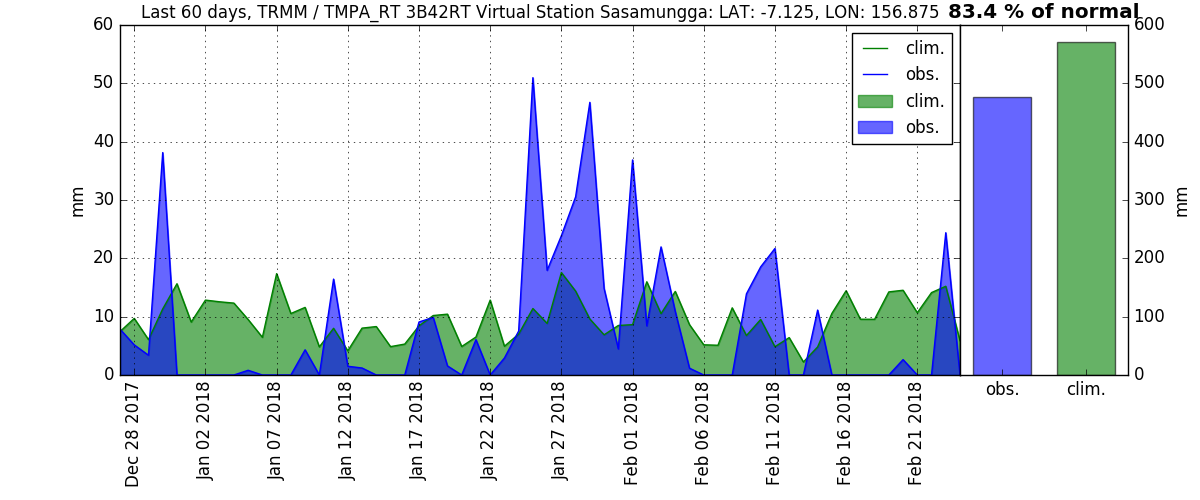 Last 60 days, TRMM / TMPA_RT 3B42RT Virtual Station Sasamungga: LAT: -7.125, LON: 156.875 83.4 % of normal
60
50
40
30
20
10
0
mm
clim.
obs.
clim.
obs.
600
500
400
300
200
100
0
mm
Dec 28 2017
Jan 02 2018
Jan 07 2018
Jan 12 2018
Jan 17 2018
Jan 22 2018
Jan 27 2018
Feb 01 2018
Feb 06 2018
Feb 11 2018
Feb 16 2018
Feb 21 2018
obs.
clim.